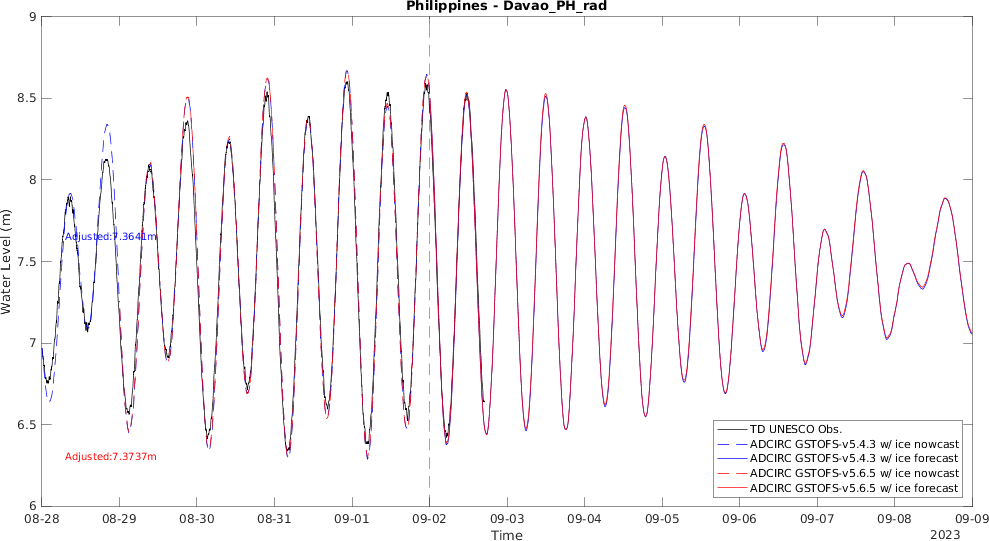 Philippines - Davao_PH_rad
9
8.5
8
7.5
7
6.5
6
Water Level (m)
Adjusted:7.3641m
Adjusted:7.3737m
TD UNESCO Obs.
ADCIRC GSTOFS-v5.4.3 w/ ice nowcast
ADCIRC GSTOFS-v5.4.3 w/ ice forecast
ADCIRC GSTOFS-v5.6.5 w/ ice nowcast
ADCIRC GSTOFS-v5.6.5 w/ ice forecast
08-28 08-29 08-30 08-31 09-01 09-02 09-03 09-04 09-05 09-06 09-07 09-08 09-09
Time
2023